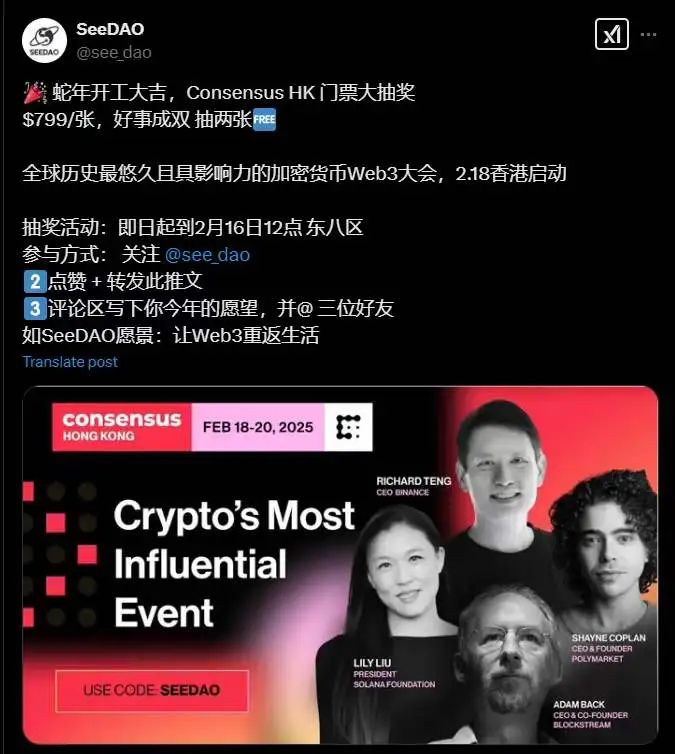 SeeDAO
@see_dao
SEEDAO
🎉 蛇年开工大吉，Consensus HK 门票大抽奖
$799/张，好事成双 抽两张🆓
全球历史最悠久且具影响力的加密货币Web3大会，2.18香港启动
抽奖活动：即日起到2月16日12点 东八区
参与方式： 关注 @see_dao
2️⃣点赞 + 转发此推文
3️⃣评论区写下你今年的愿望，并@ 三位好友
如SeeDAO愿景：让Web3重返生活
Translate post
consensus
HONG KONG
FEB 18-20, 2025
Crypto's Most
Influential
Event
USE CODE: SEEDAO
RICHARD TENG
CEO BINANCE
LILY LIU
PRESIDENT
SOLANA FOUNDATION
SHAYNE COPLAN
CEO & FOUNDER
POLYMARKET
ADAM BACK
CEO & CO-FOUNDER
BLOCKSTREAM